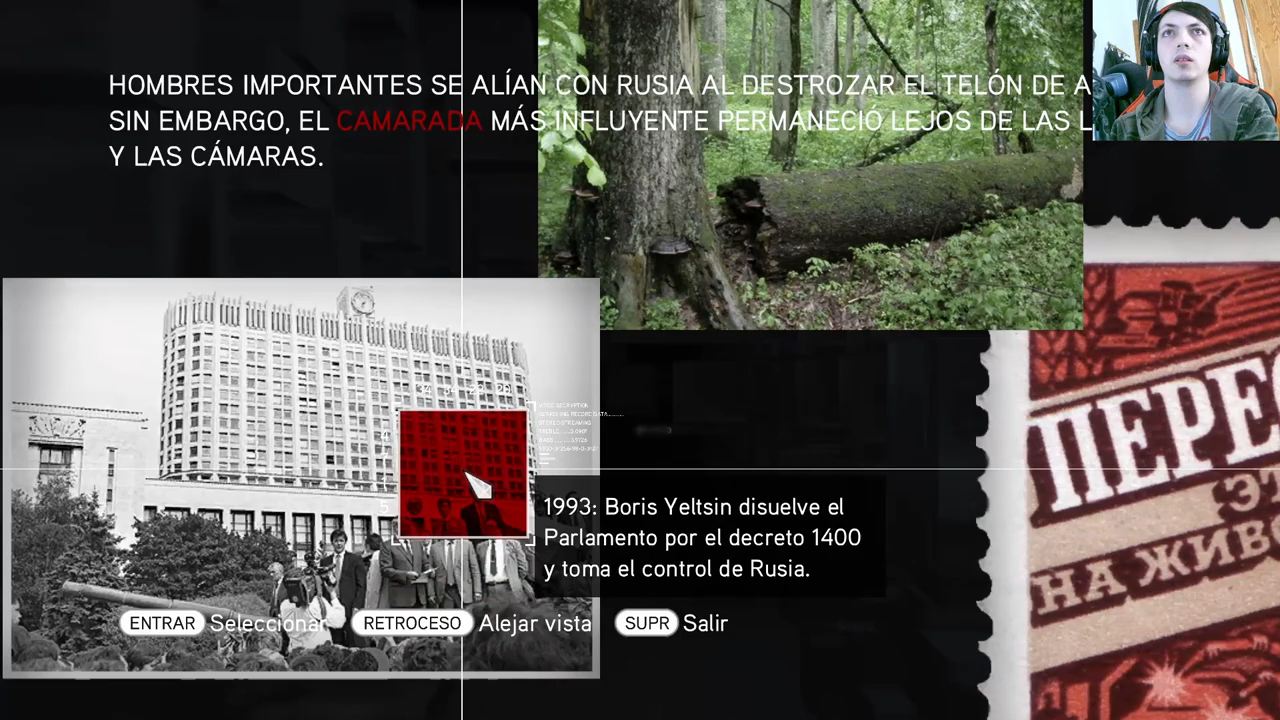 HOMBRES IMPORTANTES SE ALÍAN CON RUSIA AL DESTROZAR EL TELÓN DE A
SIN EMBARGO, EL CAMARADA MÁS INFLUYENTE PERMANECIÓ LEJOS DE LAS L
Y LAS CÁMARAS.
1993: Boris Yeltsin disuelve el
Parlamento por el decreto 1400
y toma el control de Rusia.
ENTRAR Seleccionar RETROCESO Alejar vista SUPR Salir
ПЕРЕС
ЭТ
НА ЖИВО